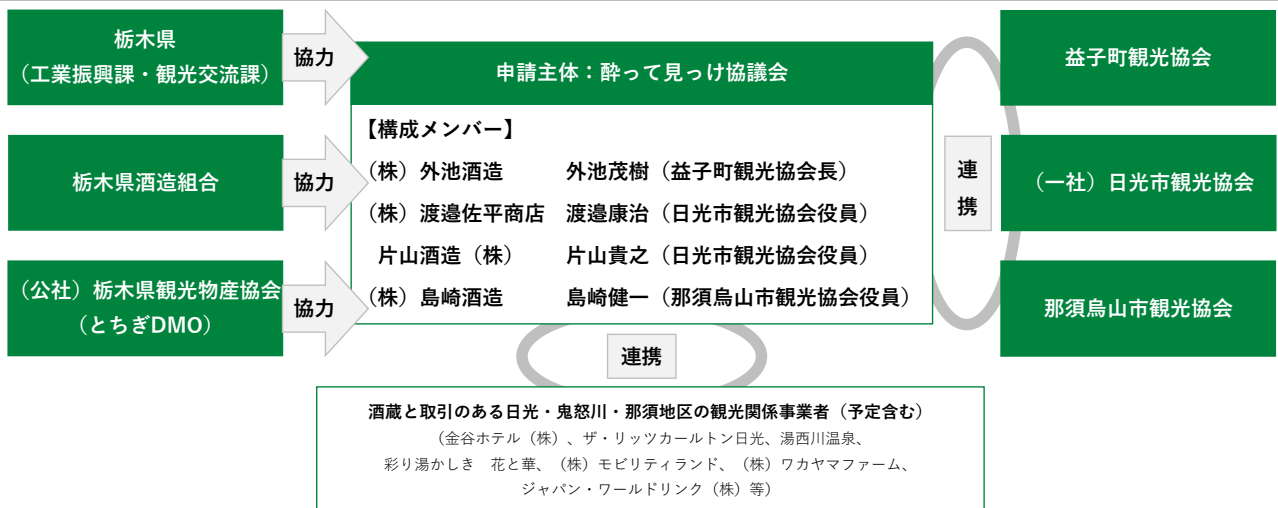 栃木県
（工業振興課・観光交流課）
協力
栃木県酒造組合
協力
（公社）栃木県観光物産協会
（とちぎDMO）
協力
申請主体：酔って見っけ協議会
【構成メンバー】
（株）外池酒造　外池茂樹（益子町観光協会長）
（株）渡邉佐平商店　渡邉康治（日光市観光協会役員）
片山酒造（株）　片山貴之（日光市観光協会役員）
（株）島崎酒造　島崎健一（那須烏山市観光協会役員）
連
携
益子町観光協会
（一社）日光市観光協会
那須烏山市観光協会
連携
酒蔵と取引のある日光・鬼怒川・那須地区の観光関係事業者（予定含む）
（金谷ホテル（株）、ザ・リッツカールトン日光、湯西川温泉、
彩り湯かしき　花と華、（株）モビリティランド、（株）ワカヤマファーム、
ジャパン・ワールドリンク（株）等）